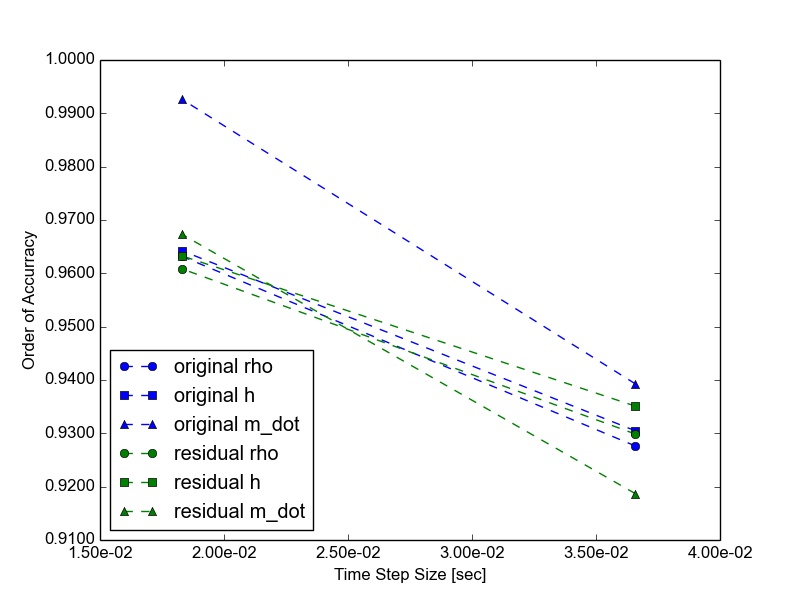 1.0000
0.9900
0.9800
0.9700
0.9600
0.9500
0.9400
0.9300
0.9200
0.9100
Order of Accurracy
original rho
original h
original m_dot
residual rho
residual h
residual m_dot
1.50e-02 2.00e-02 2.50e-02 3.00e-02 3.50e-02 4.00e-02
Time Step Size [sec]